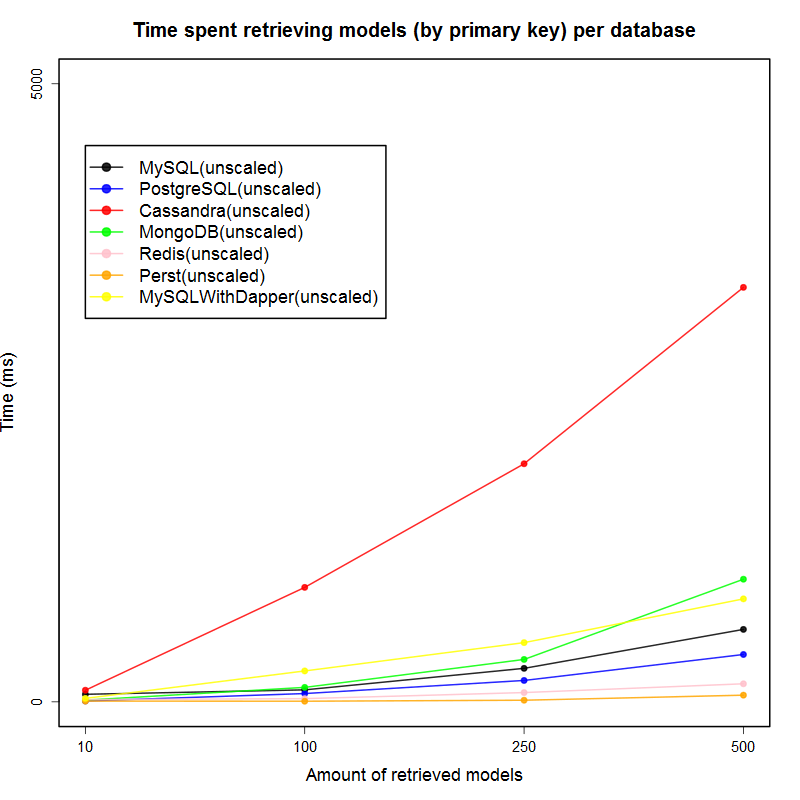 Time spent retrieving models (by primary key) per database
5000
MySQL(unscaled)
PostgreSQL(unscaled)
Cassandra(unscaled)
MongoDB(unscaled)
Redis(unscaled)
Perst(unscaled)
MySQLWithDapper(unscaled)
Time (ms)
0
10 100 250 500
Amount of retrieved models